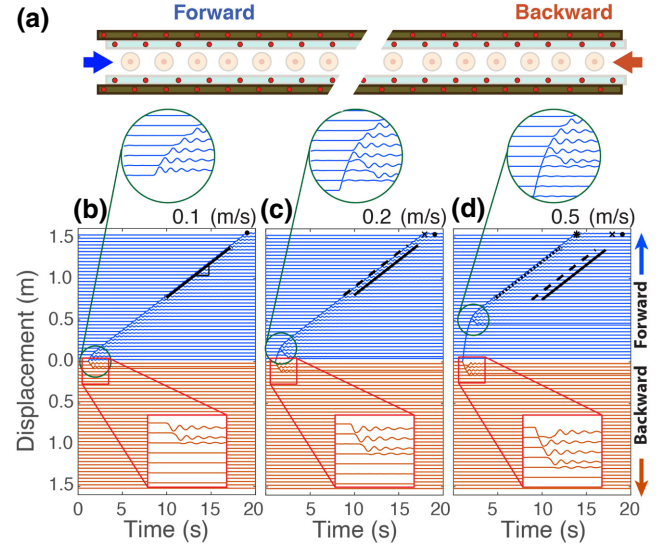 (a)
Forward
Backward
(b)
0.1 (m/s)
(c)
0.2 (m/s)
(d)
0.5 (m/s)
Displacement (m)
1.5
1.0
0.5
0.0
0.5
1.0
1.5
Forward
Backward
0 5 10 15 20
5 10 15 20
5 10 15 20
Time (s)
Time (s)
Time (s)